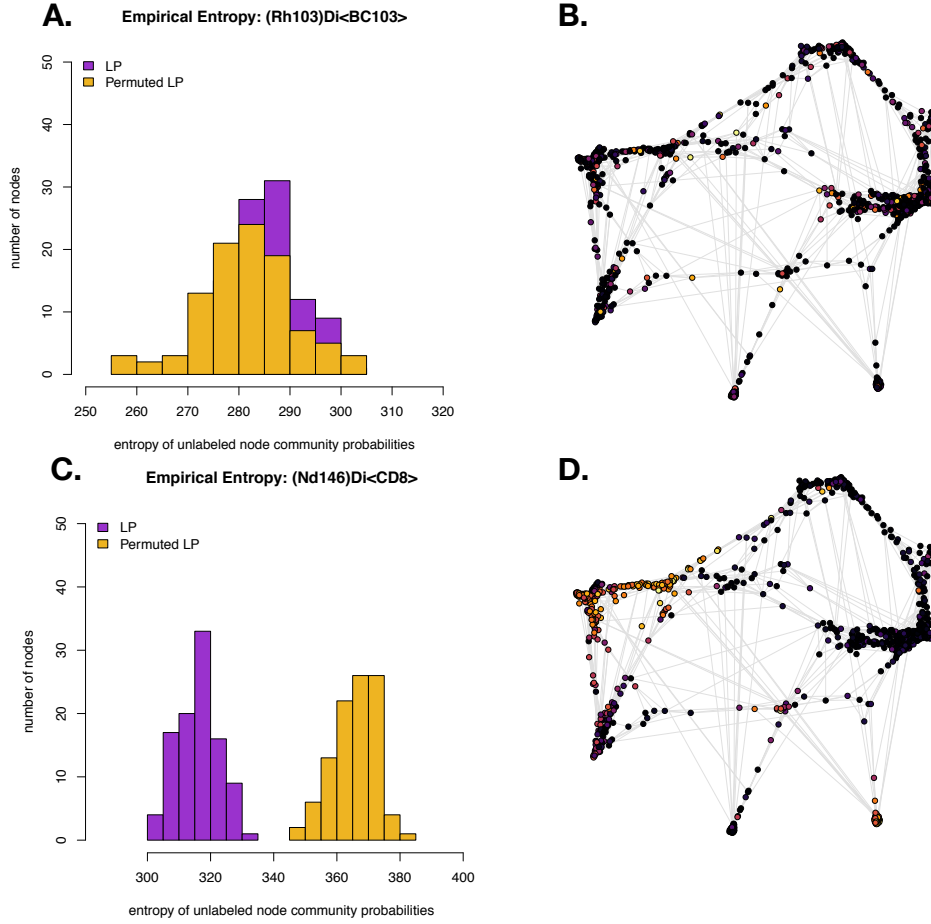 A.
Empirical Entropy: (Rh103)Di<BC103>
LP
Permuted LP
number of nodes
50
40
30
20
10
0
250 260 270 280 290 300 310 320
entropy of unlabeled node community probabilities
B.
C.
Empirical Entropy: (Nd146)Di<CD8>
LP
Permuted LP
number of nodes
50
40
30
20
10
0
300 320 340 360 380 400
entropy of unlabeled node community probabilities
D.